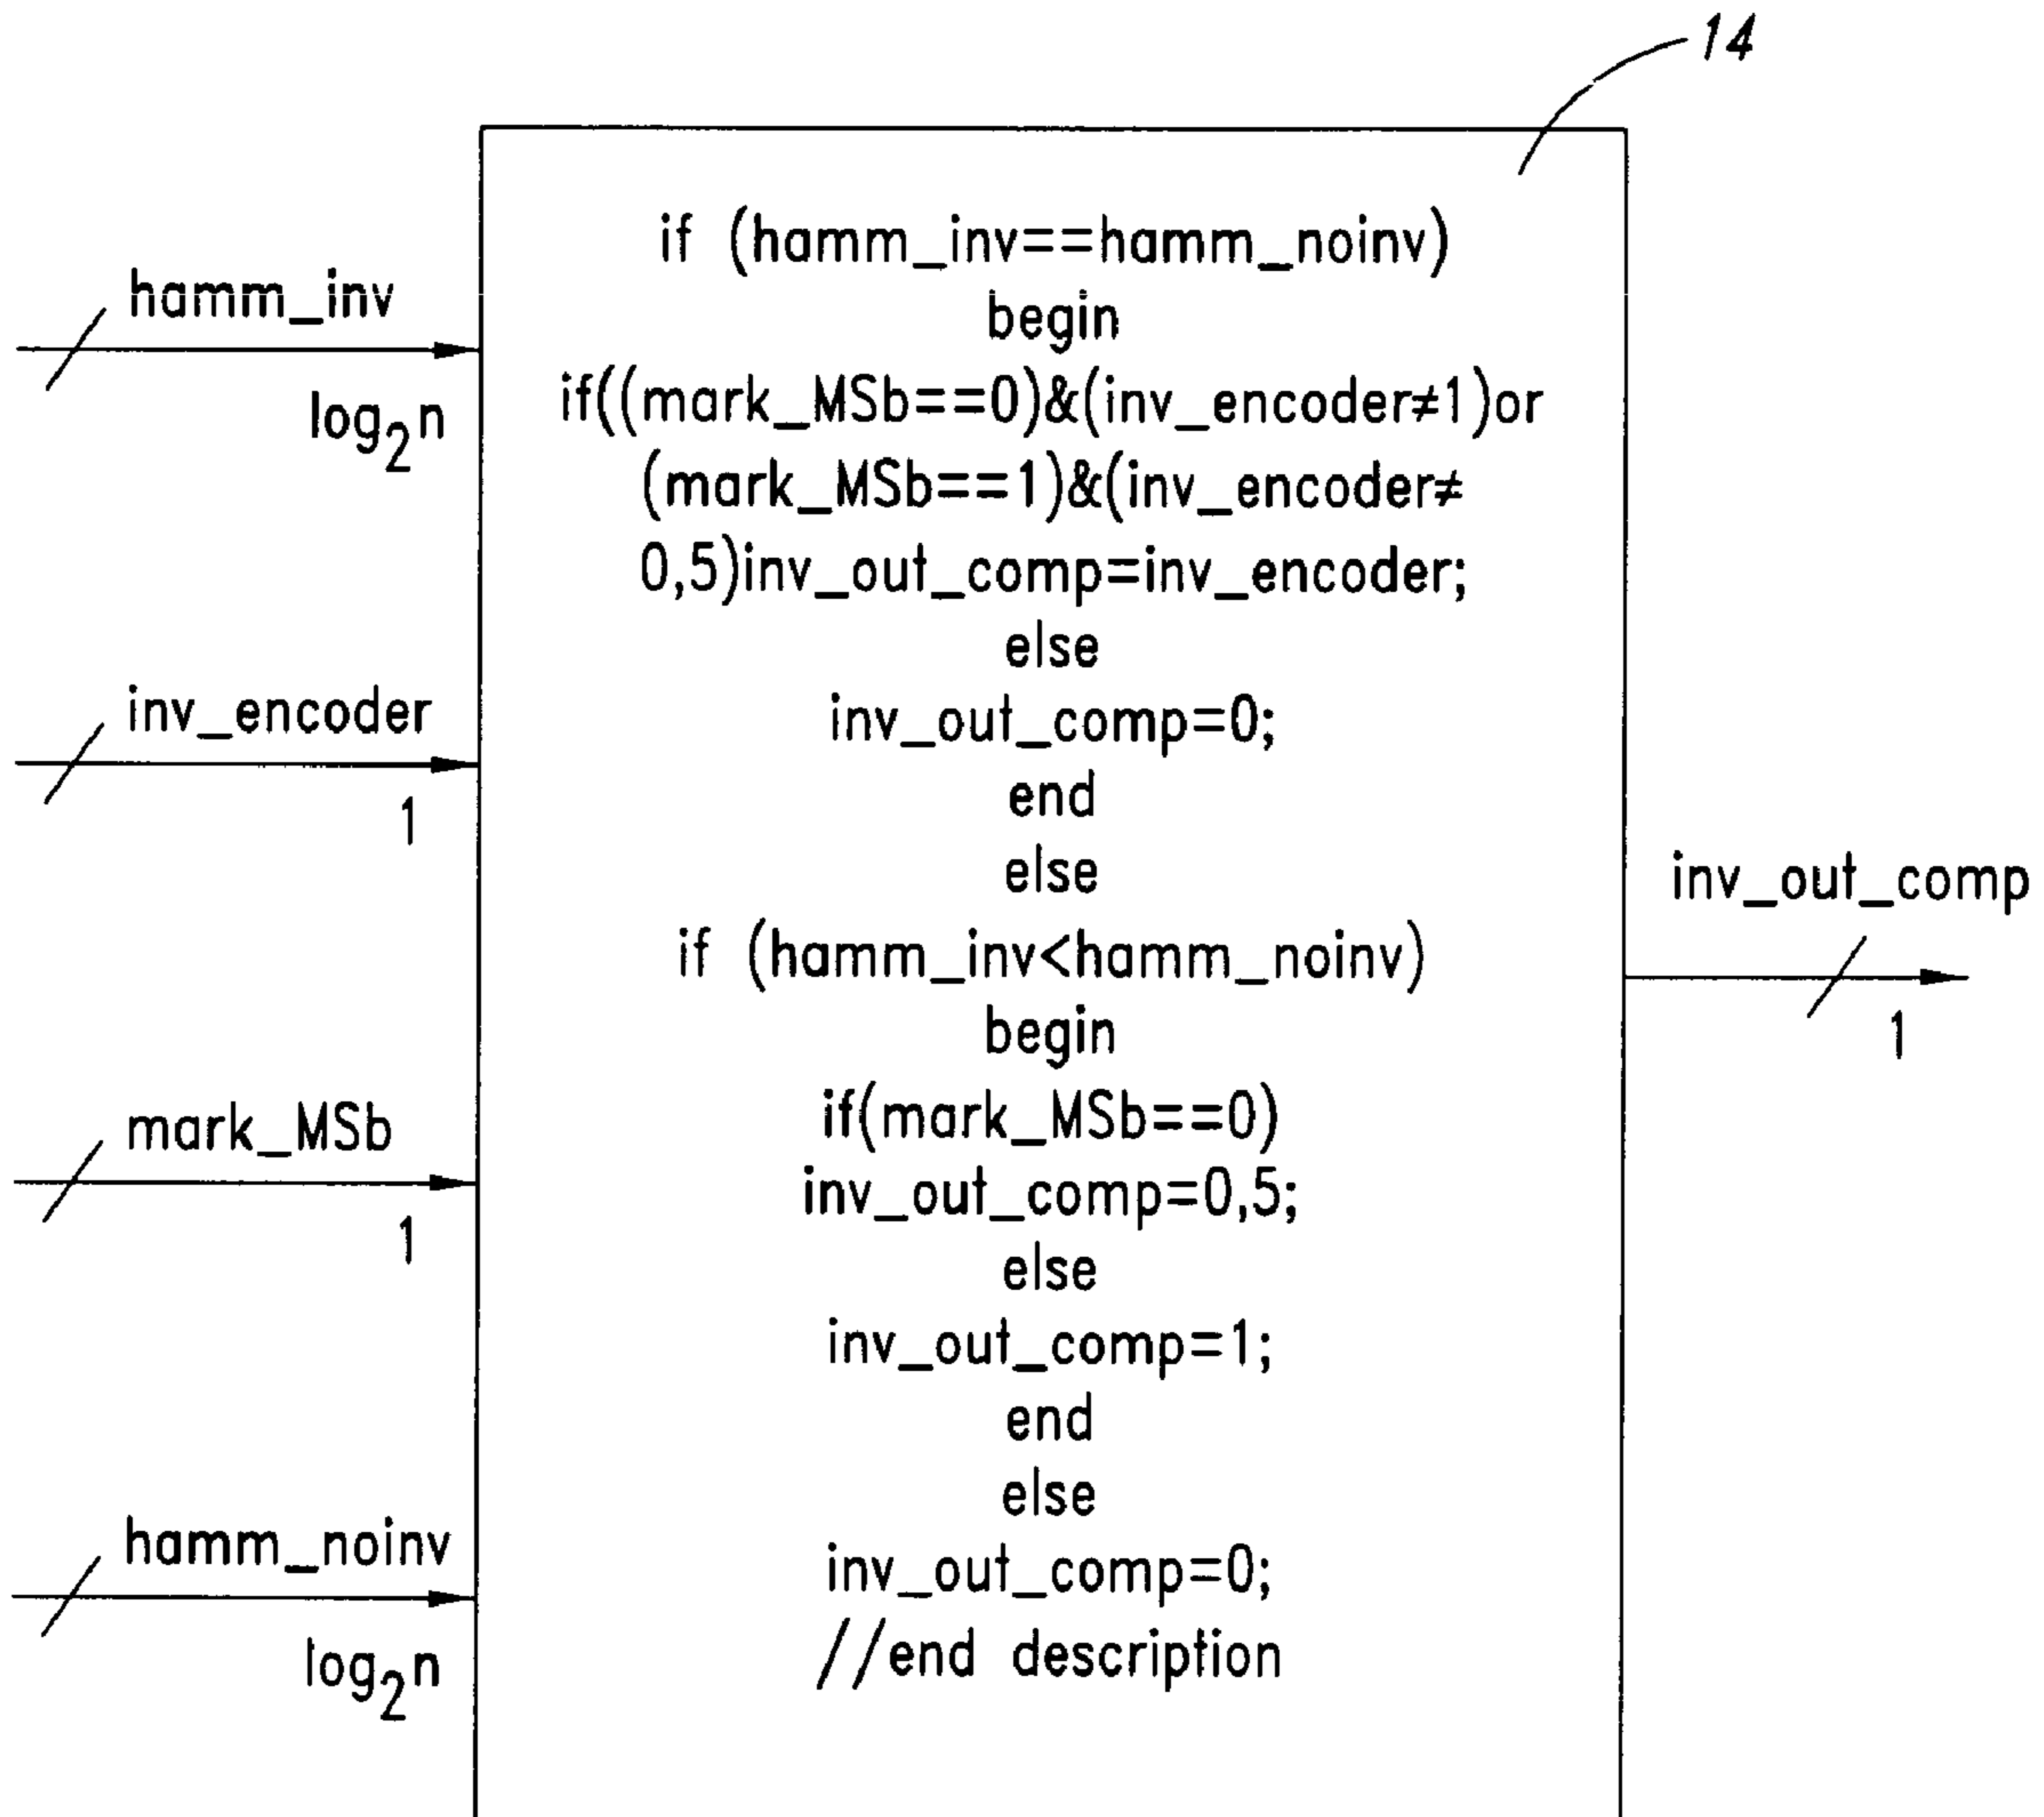 14
if (hamm_inv==hamm_noinv)
begin
if((mark_MSb==0)&(inv_encoder≠1)or
(mark_MSb==1)&(inv_encoder≠
0,5)inv_out_comp=inv_encoder;
else
inv_out_comp=0;
end
else
if (hamm_inv<hamm_noinv)
begin
if(mark_MSb==0)
inv_out_comp=0,5;
else
inv_out_comp=1;
end
else
inv_out_comp=0;
//end description
hamm_inv
log2n
inv_encoder
1
mark_MSb
1
hamm_noinv
log2n
inv_out_comp
1